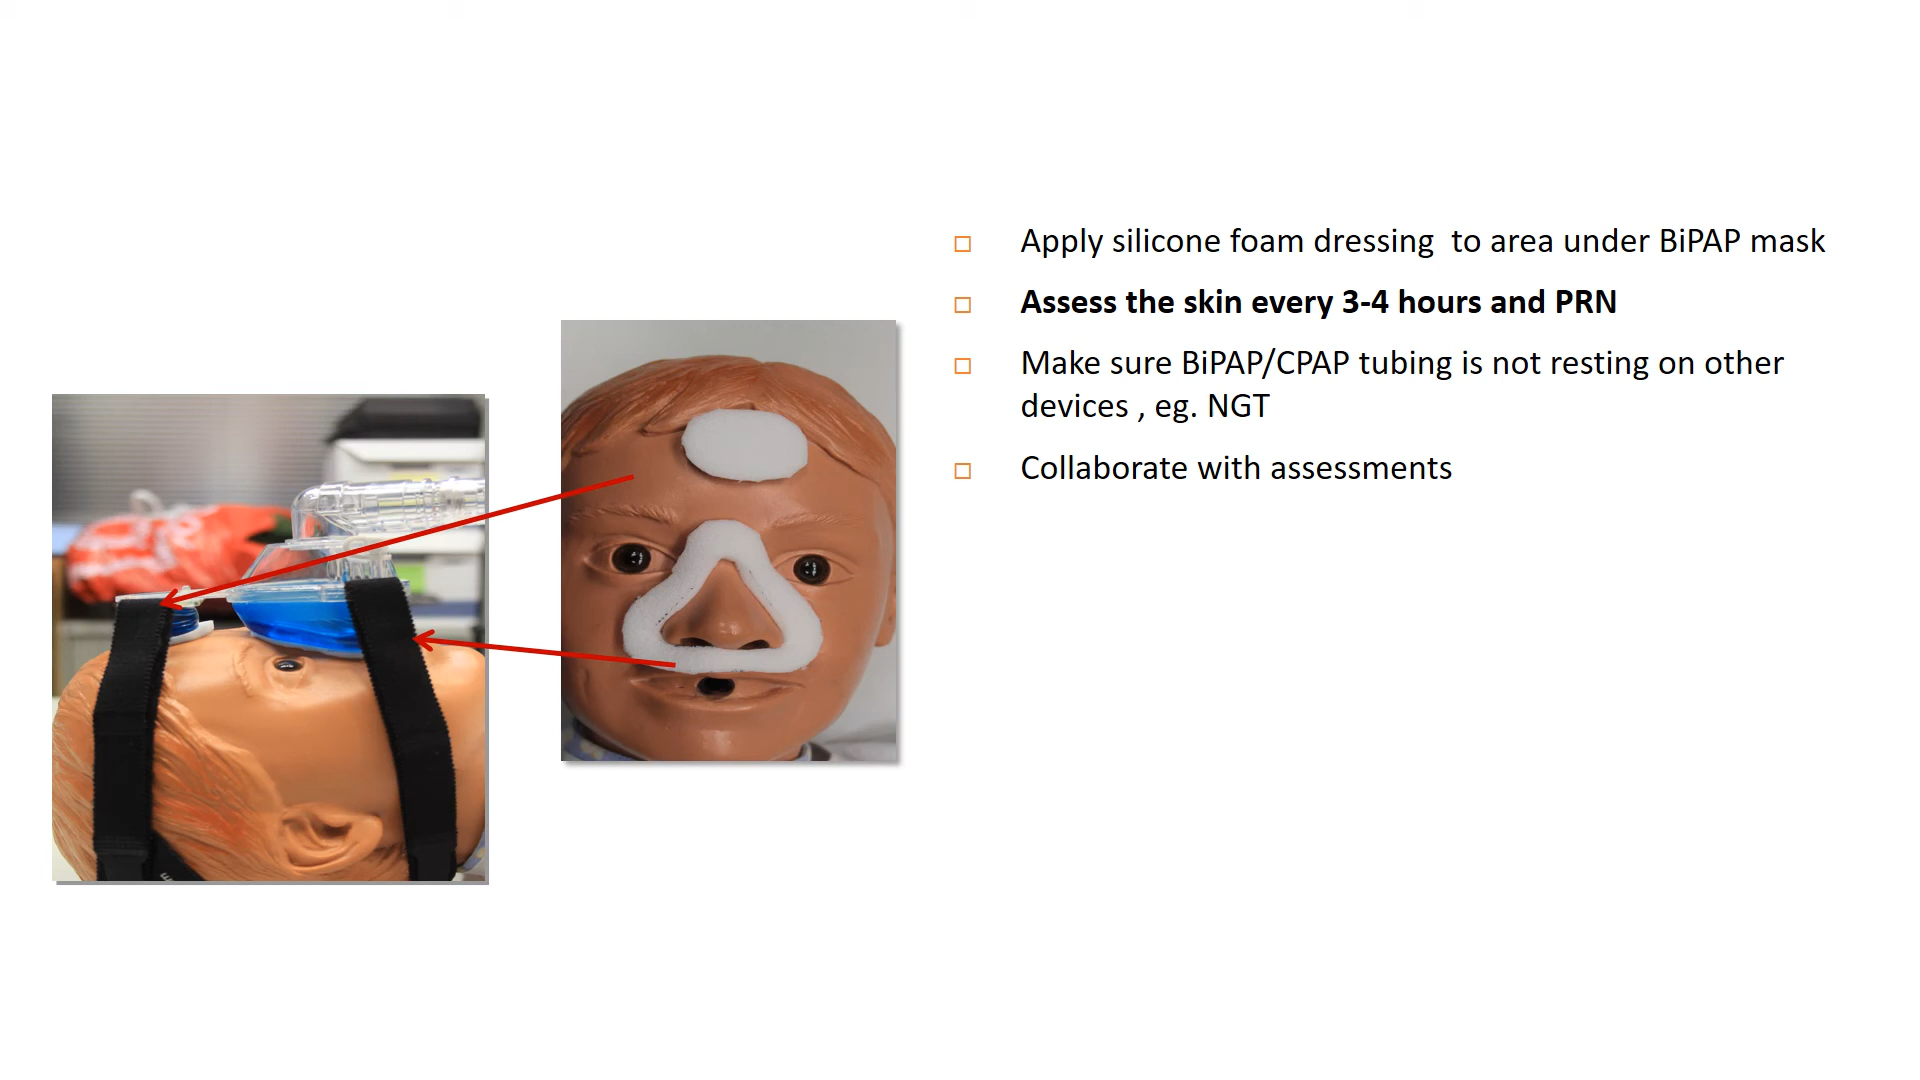 Apply silicone foam dressing  to area under BiPAP mask
Assess the skin every 3-4 hours and PRN
Make sure BiPAP/CPAP tubing is not resting on other
devices , eg. NGT
Collaborate with assessments